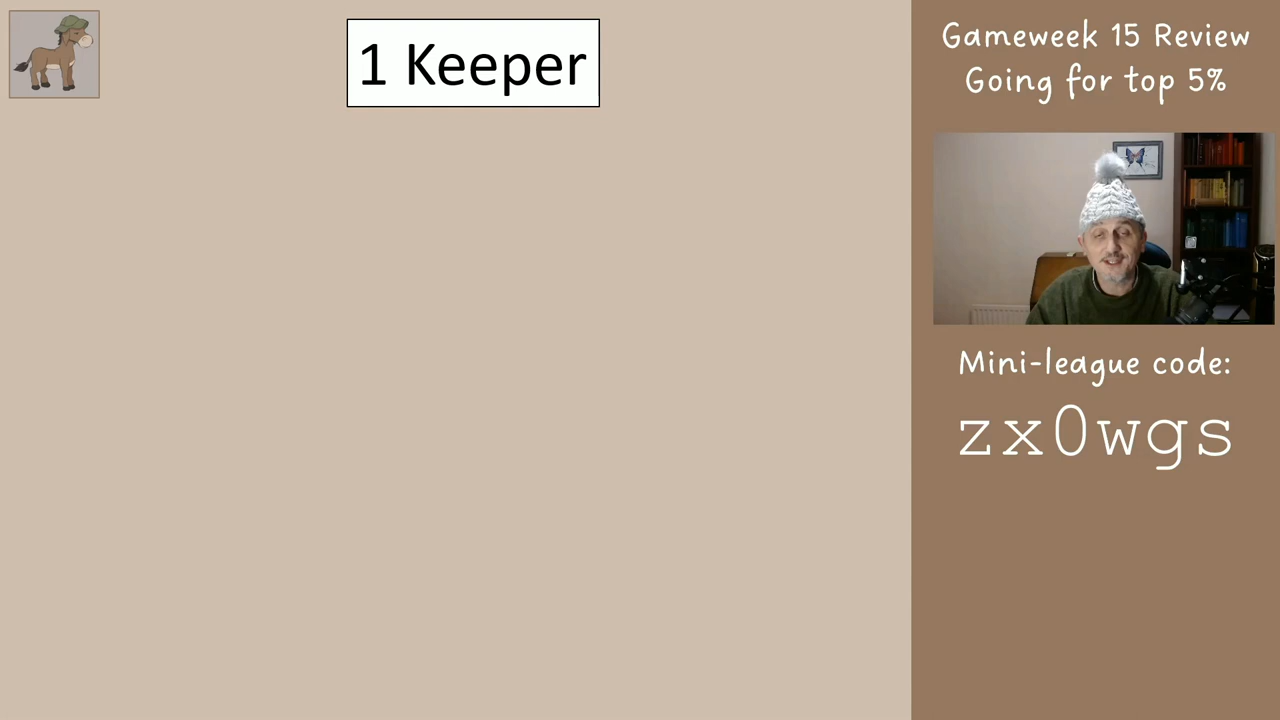 1 Keeper
Gameweek 15 Review
Going for top 5%
Mini-league code:
zx0wgs